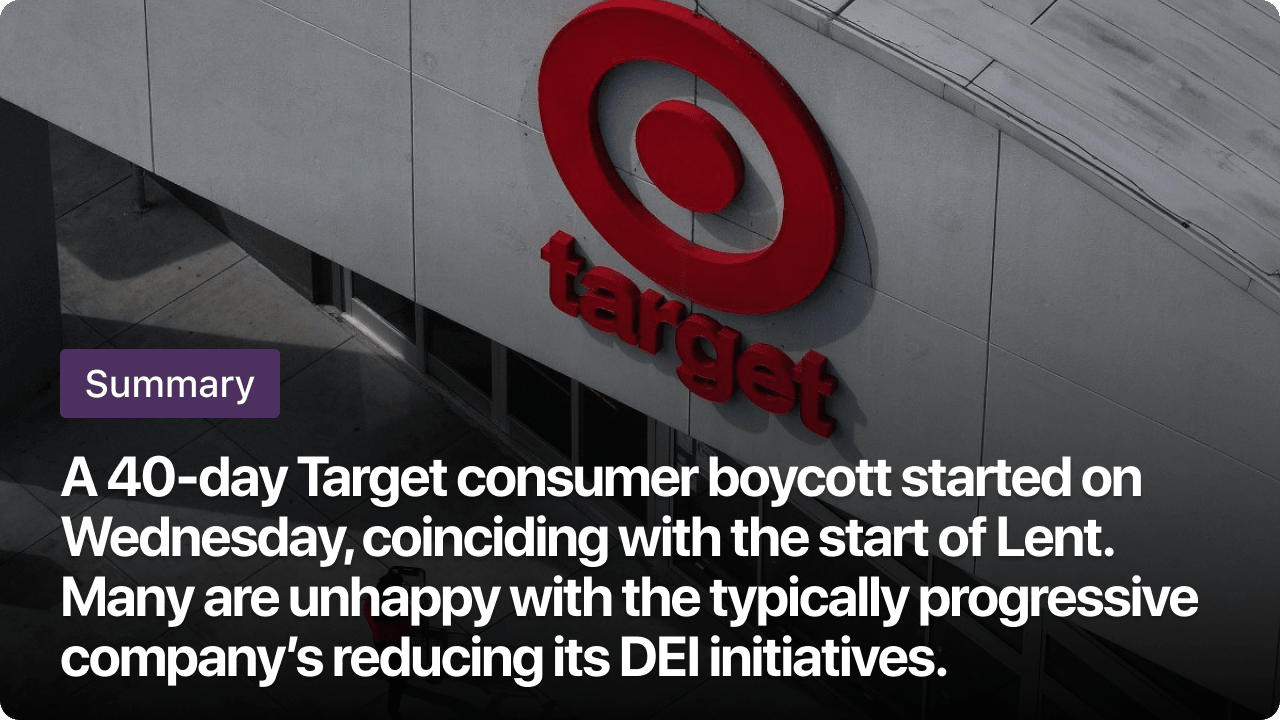 target
Summary
A 40-day Target consumer boycott started on
Wednesday, coinciding with the start of Lent.
Many are unhappy with the typically progressive
company’s reducing its DEI initiatives.